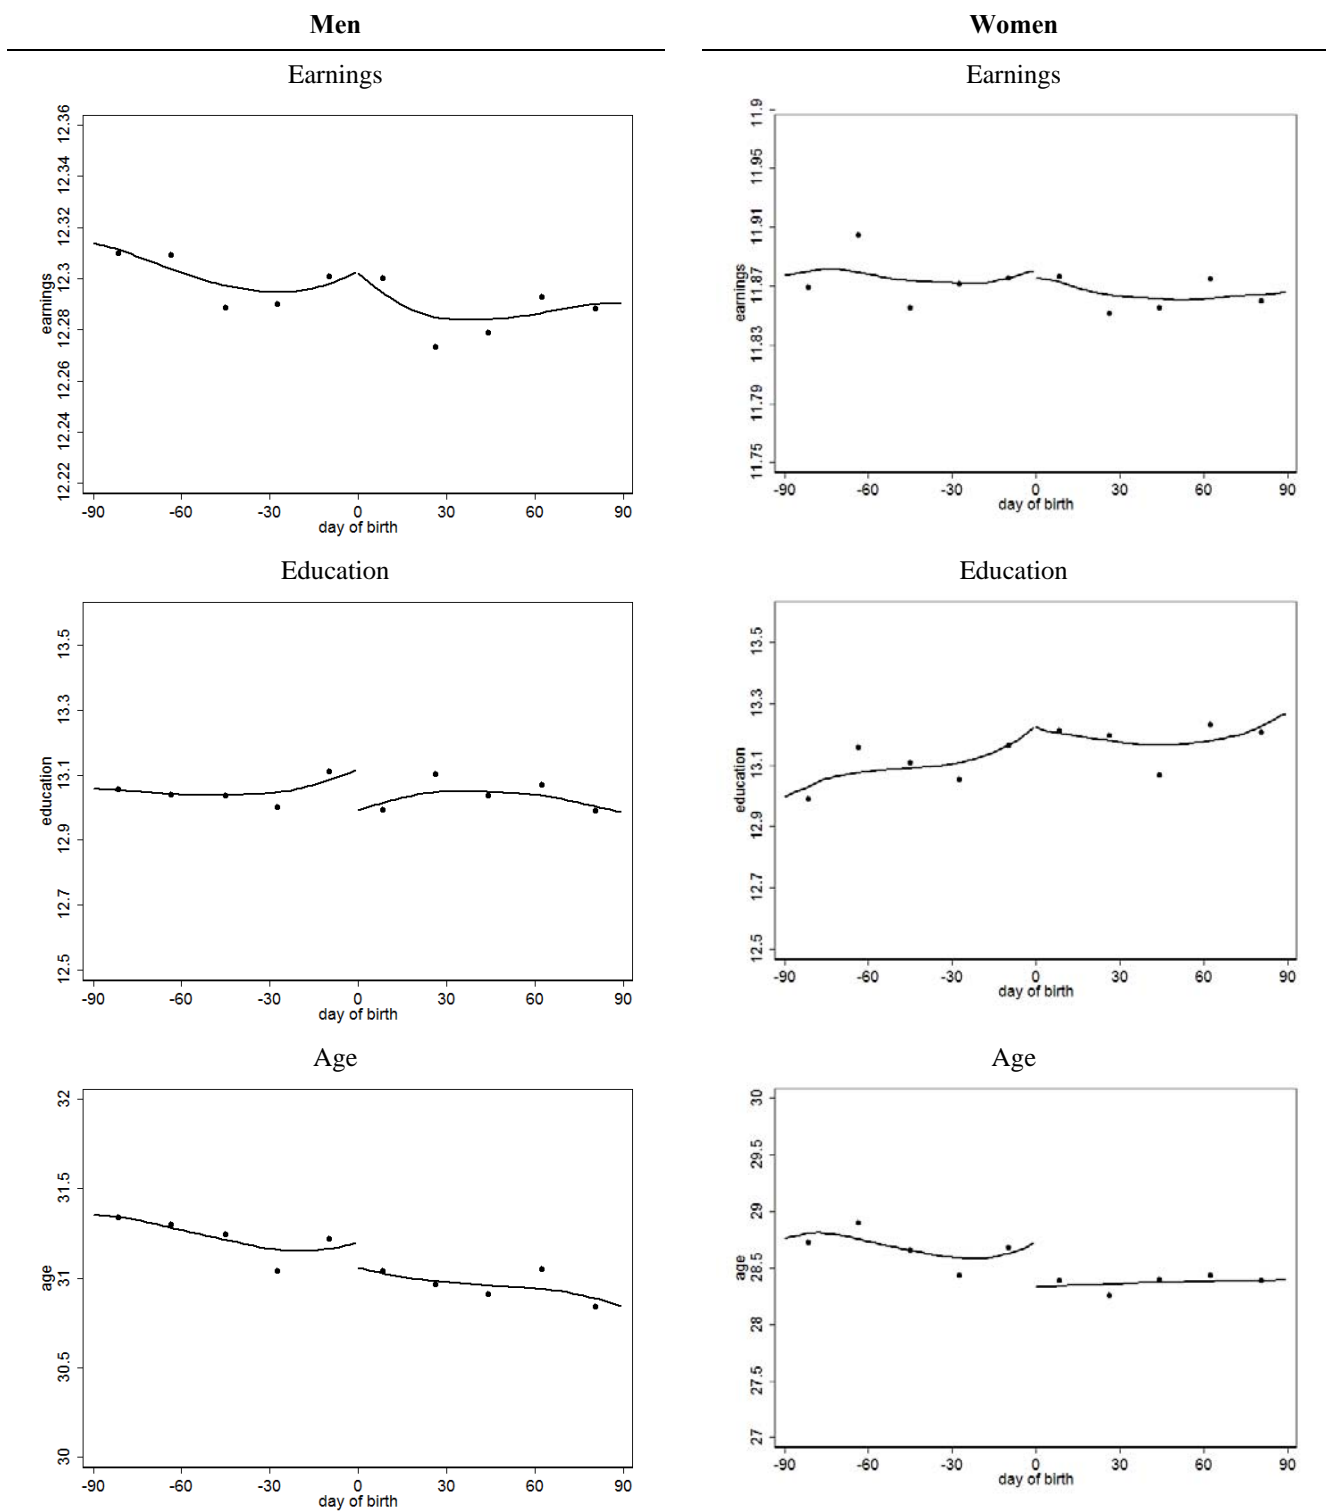 Men
Women
Earnings
Earnings
earnings
12.36
12.34
12.32
12.3
12.28
12.26
12.24
12.22
-90 -60 -30 0 30 60 90
day of birth
earnings
11.9
11.95
11.91
11.87
11.83
11.79
11.75
-90 -60 -30 0 30 60 90
day of birth
Education
Education
education
13.5
13.3
13.1
12.9
12.7
12.5
-90 -60 -30 0 30 60 90
day of birth
education
13.5
13.3
13.1
12.9
12.7
12.5
-90 -60 -30 0 30 60 90
day of birth
Age
Age
age
32
31.5
31
30.5
30
-90 -60 -30 0 30 60 90
day of birth
age
30
29.5
29
28.5
28
27.5
27
-90 -60 -30 0 30 60 90
day of birth